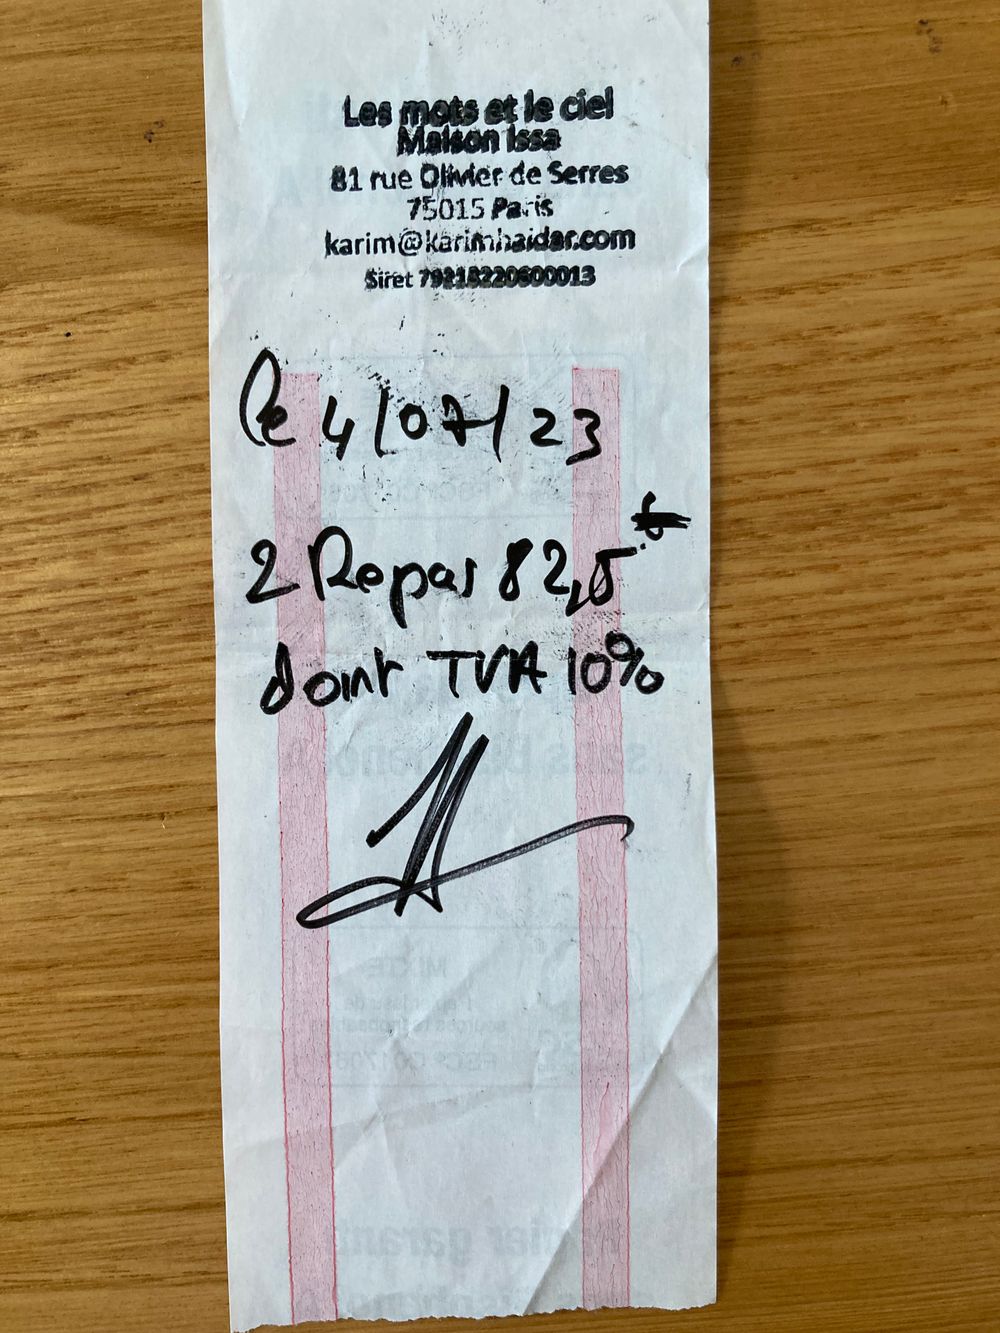 Les mots et le ciel
Maison Issa
81 rue Olivier de Serres
75015 Paris
karim@karimhaidar.com
Siret 79218220600013
le 4/07/23
2 Repas 82,5 €
dont TVA 10%